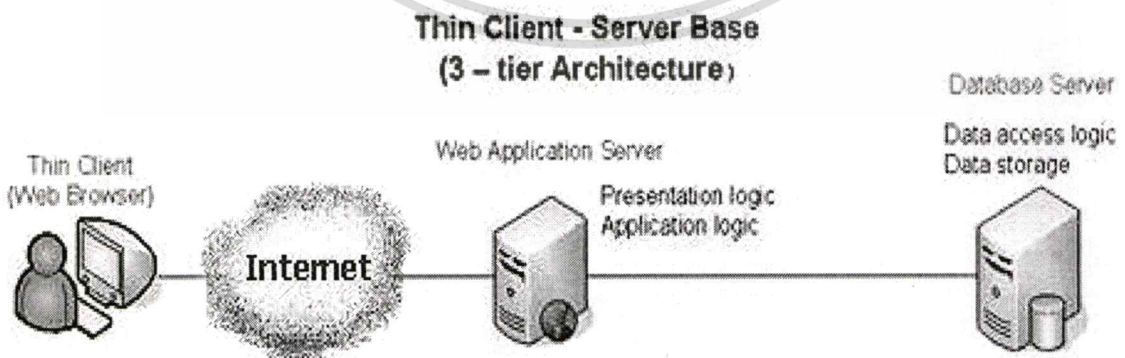 Thin Client - Server Base
(3 – tier Architecture)
Database Server
Data access logic
Data storage
Web Application Server
Presentation logic
Application logic
Thin Client
(Web Browser)
Internet